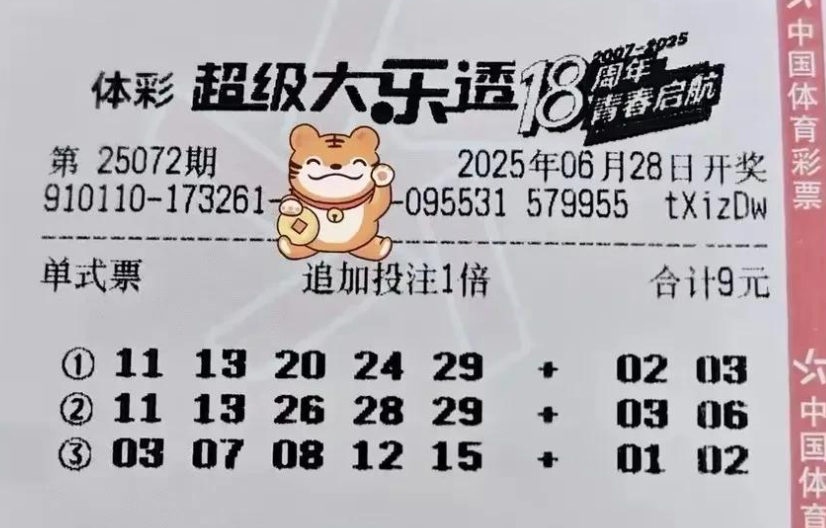 体彩 超级大乐透 18周年 2007-2025 青春启航
第 25072期 2025年06月28日开奖
910110-173261- -095531 579955 tXizDw
单式票 追加投注1倍 合计9元
① 11 13 20 24 29 + 02 03
② 11 13 26 28 29 + 03 06
③ 03 07 08 12 15 + 01 02
中国体育彩票
中国体育